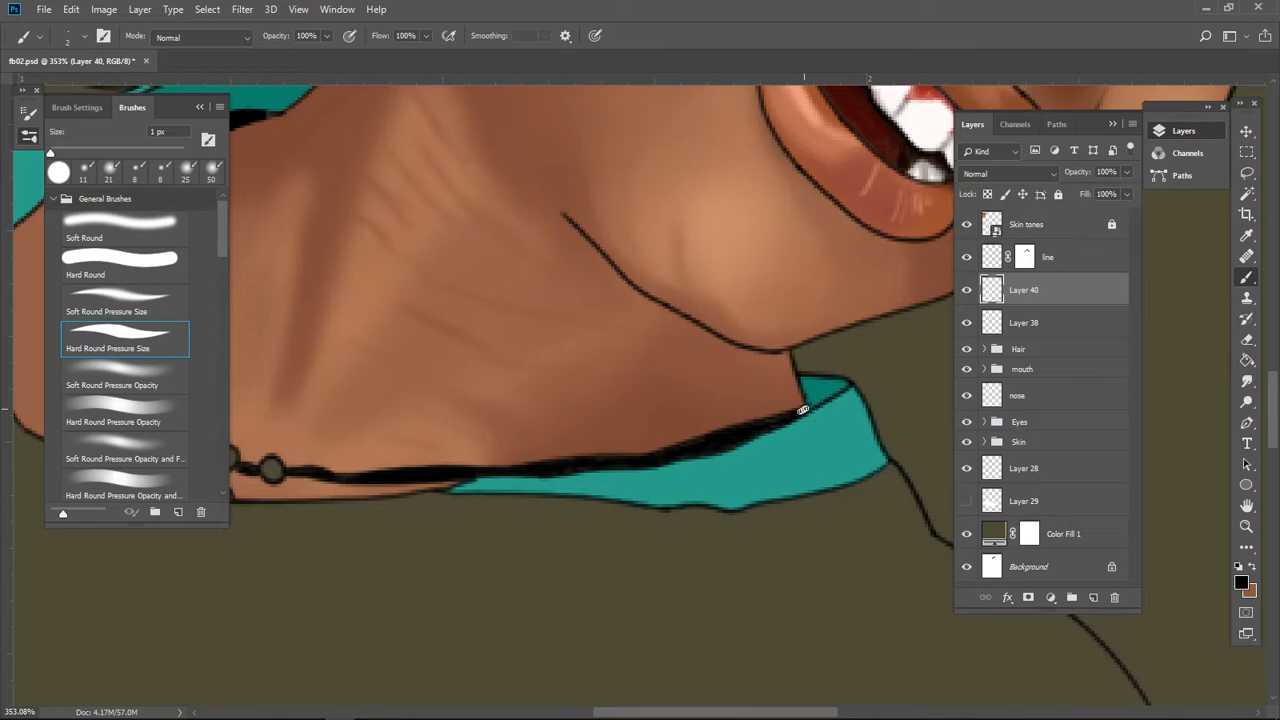 Ps File Edit Image Layer Type Select Filter 3D View Window Help
2 Mode: Normal Opacity: 100% Flow: 100% Smoothing:
fb02.psd @ 353% (Layer 40, RGB/8) *
1 2
Brush Settings Brushes
Size: 1 px
11 21 8 8 25 50
General Brushes
Soft Round
Hard Round
Soft Round Pressure Size
Hard Round Pressure Size
Soft Round Pressure Opacity
Hard Round Pressure Opacity
Soft Round Pressure Opacity and F...
Hard Round Pressure Opacity and...
Layers Channels Paths
Kind
Normal Opacity: 100%
Lock: Fill: 100%
Skin tones
line
Layer 40
Layer 38
Hair
mouth
nose
Eyes
Skin
Layer 28
Layer 29
Color Fill 1
Background
fx
Layers
Channels
Paths
353.08% Doc: 4.17M/57.0M